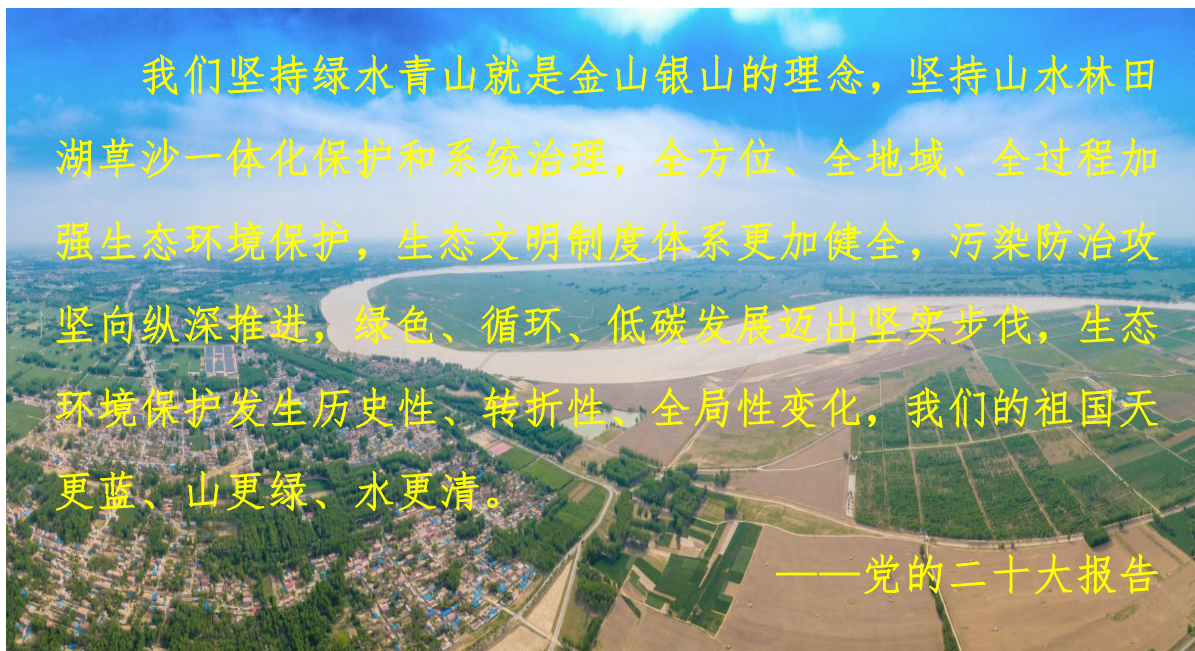 我们坚持绿水青山就是金山银山的理念，坚持山水林田
湖草沙一体化保护和系统治理，全方位、全地域、全过程加
强生态环境保护，生态文明制度体系更加健全，污染防治攻
坚向纵深推进，绿色、循环、低碳发展迈出坚实步伐，生态
环境保护发生历史性、转折性、全局性变化，我们的祖国天
更蓝、山更绿、水更清。
——党的二十大报告